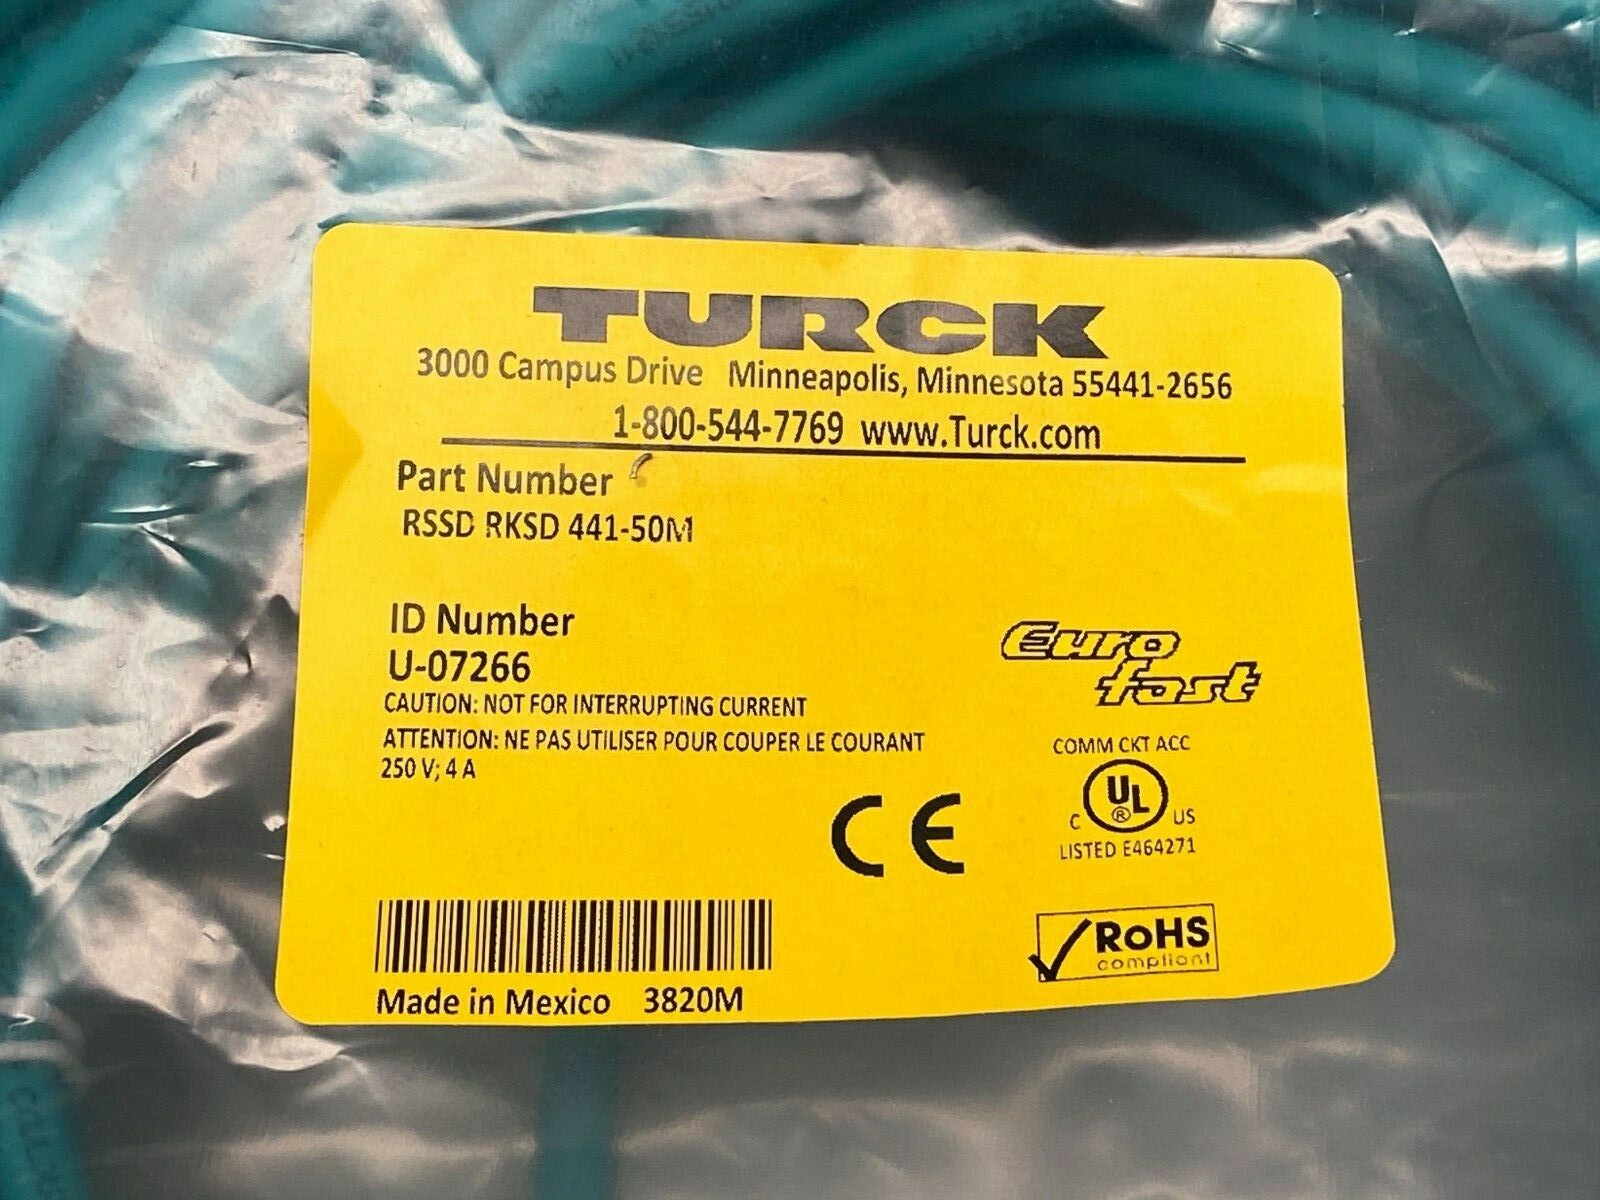 TURCK
3000 Campus Drive Minneapolis, Minnesota 55441-2656
1-800-544-7769 www.Turck.com
Part Number
RSSD RKSD 441-50M
ID Number
U-07266
CAUTION: NOT FOR INTERRUPTING CURRENT
ATTENTION: NE PAS UTILISER POUR COUPER LE COURANT
250 V; 4 A
Euro
fast
COMM CKT ACC
C UL ® US
LISTED E464271
CE
RoHS
compliant
Made in Mexico 3820M